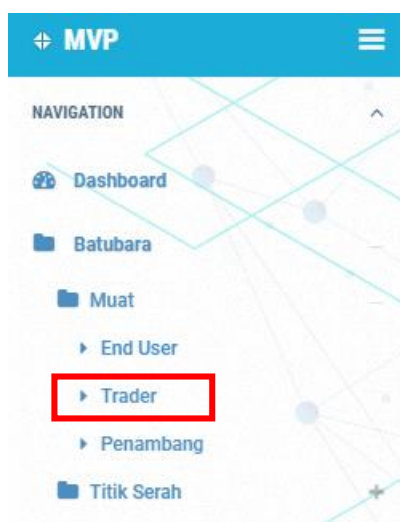 MVP
NAVIGATION
Dashboard
Batubara
Muat
End User
Trader
Penambang
Titik Serah